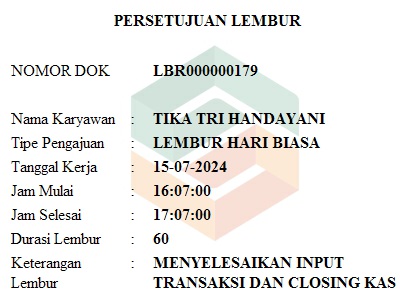 PERSETUJUAN LEMBUR
NOMOR DOK LBR000000179
Nama Karyawan : TIKA TRI HANDAYANI
Tipe Pengajuan : LEMBUR HARI BIASA
Tanggal Kerja : 15-07-2024
Jam Mulai : 16:07:00
Jam Selesai : 17:07:00
Durasi Lembur : 60
Keterangan : MENYELESAIKAN INPUT
Lembur TRANSAKSI DAN CLOSING KAS